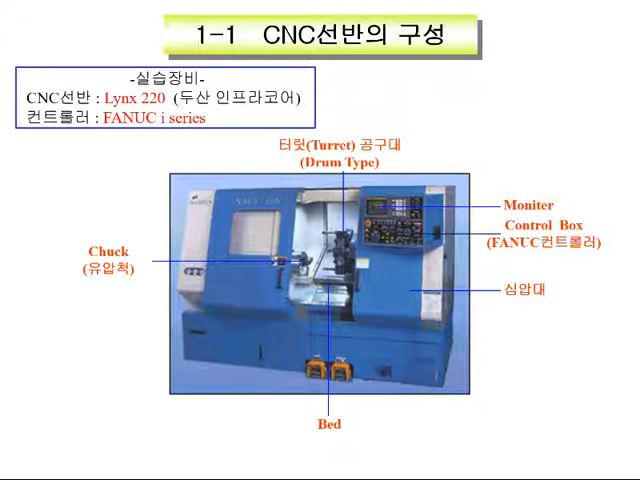 1-1 CNC선반의 구성
-실습장비-
CNC선반 : Lynx 220 (두산 인프라코어)
컨트롤러 : FANUC i series
터릿(Turret) 공구대
(Drum Type)
Moniter
Control Box
(FANUC컨트롤러)
Chuck
(유압척)
심압대
Bed